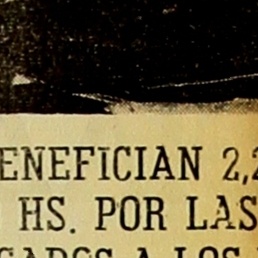 ENEFICIAN 2,2
HS. POR LAS